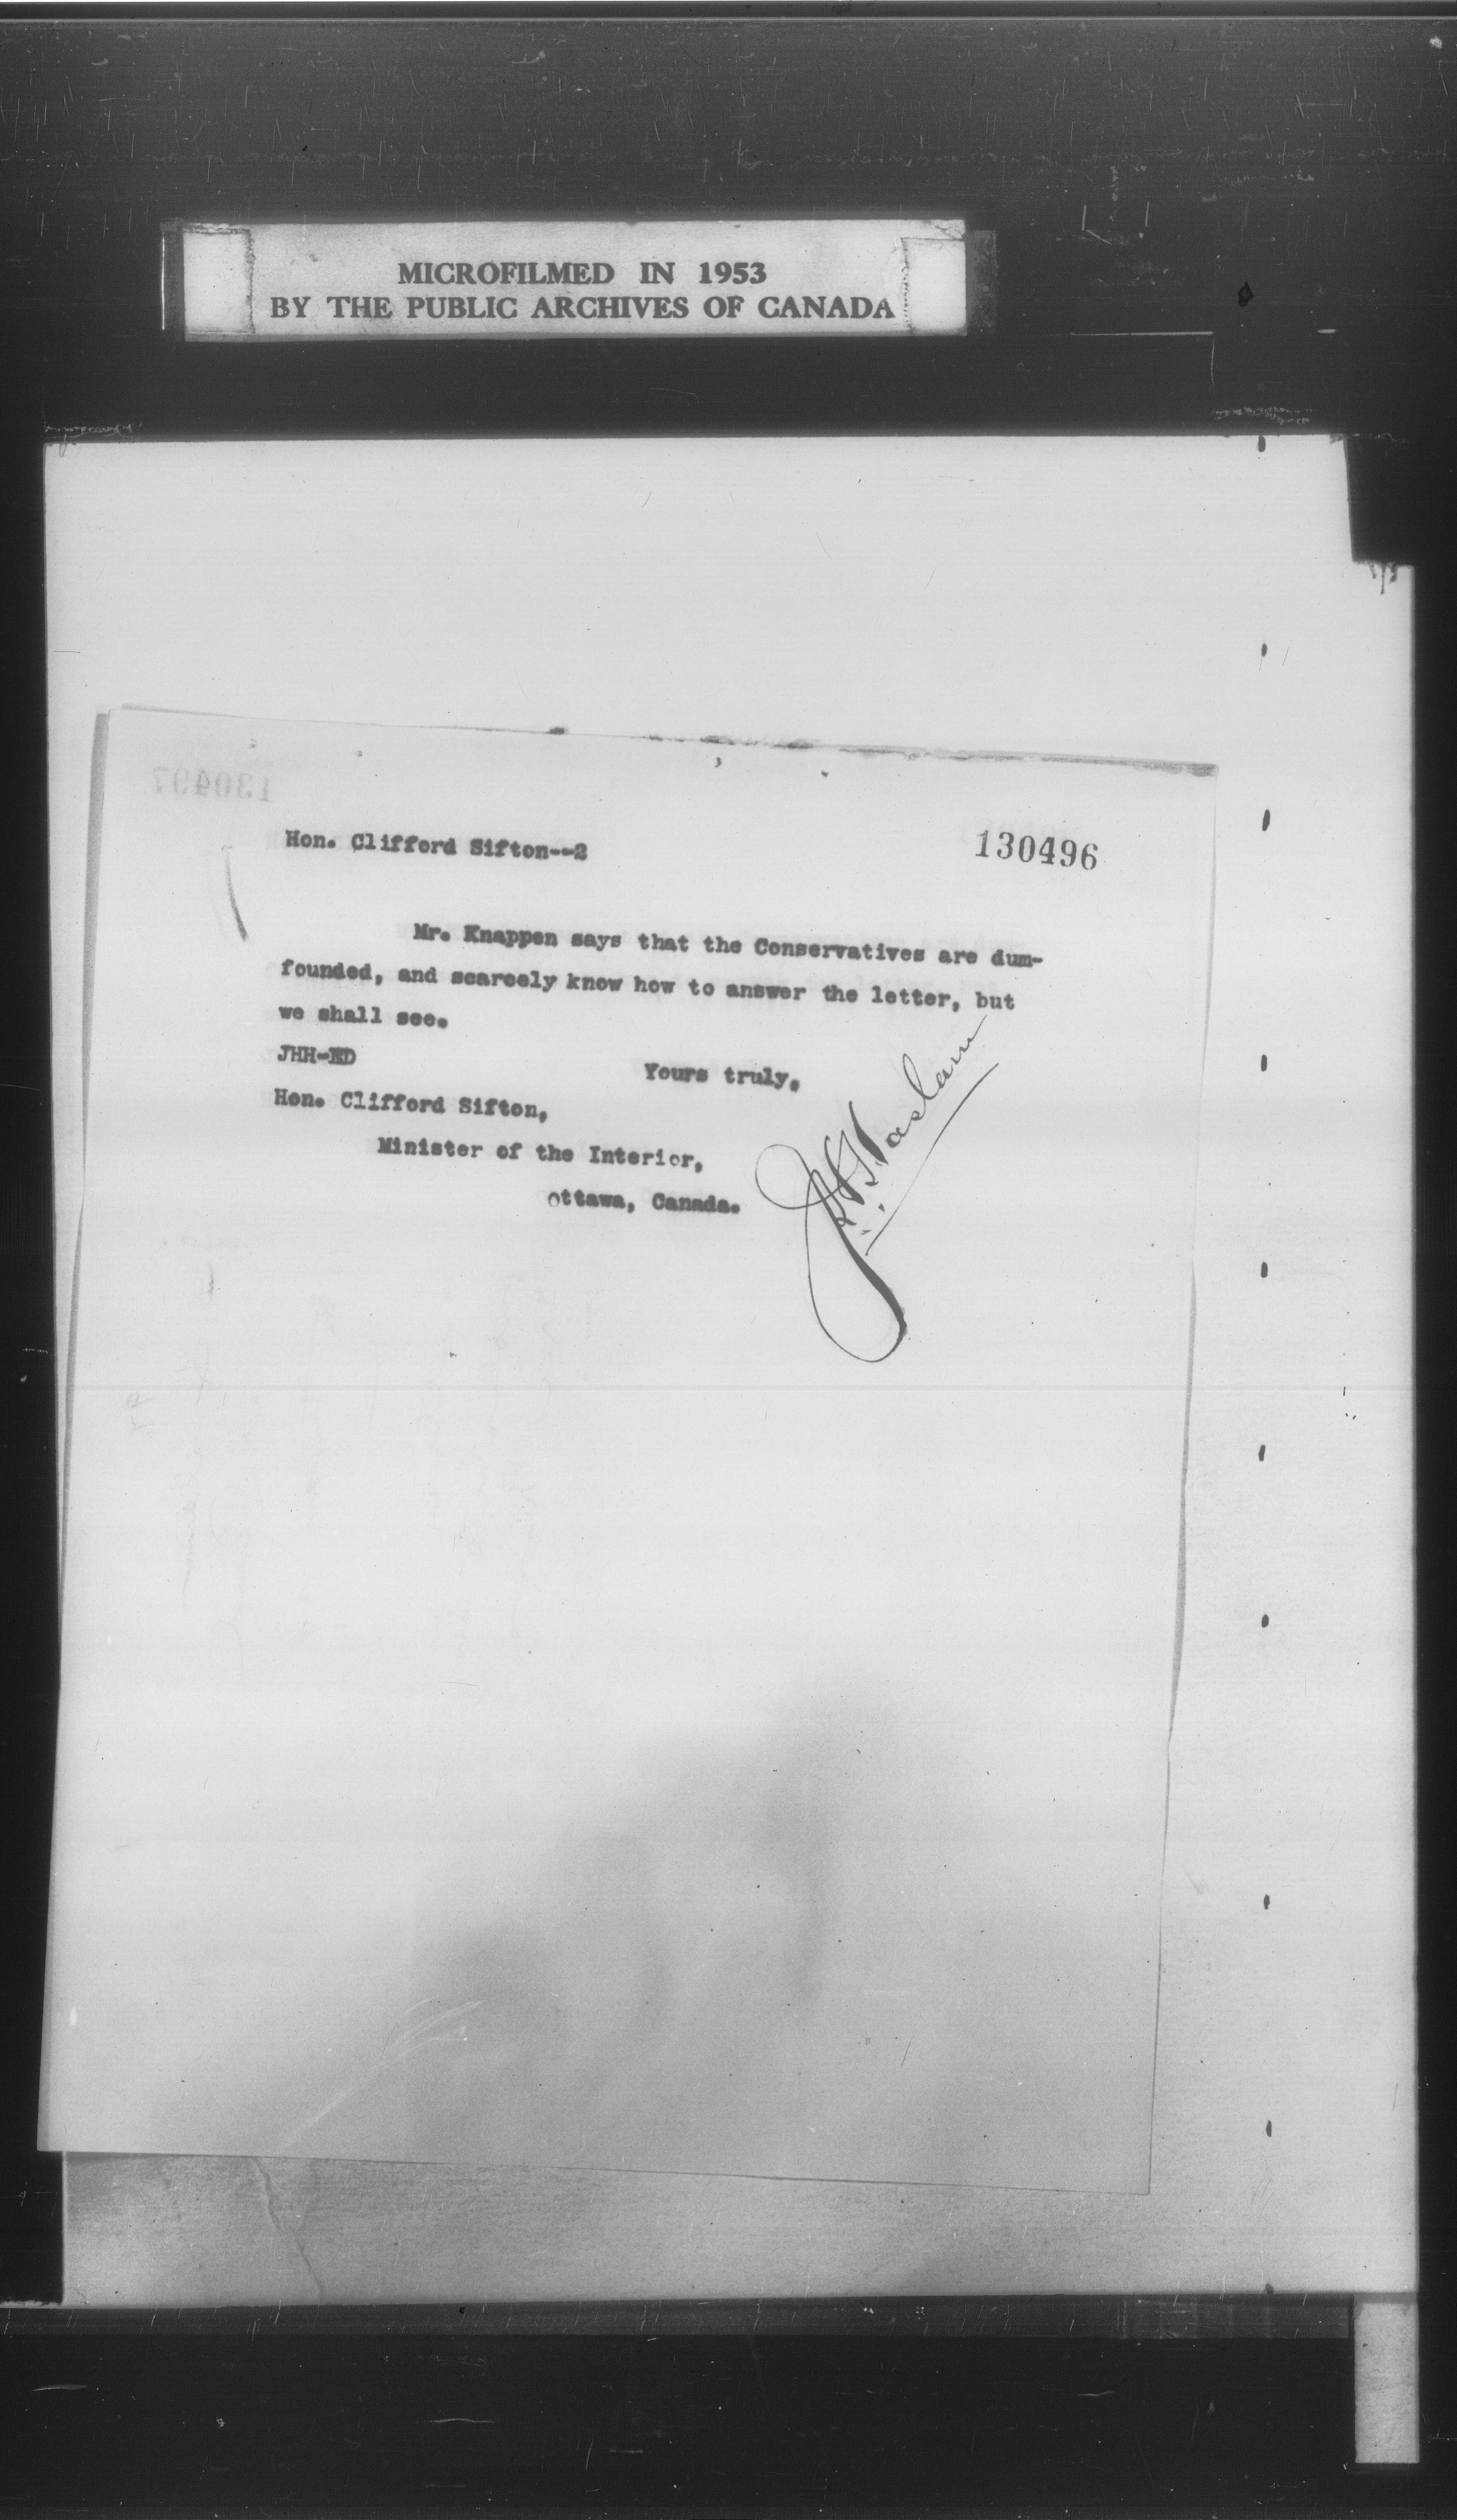 MICROFILMED IN 1953
BY THE PUBLIC ARCHIVES OF CANADA
130497
Hon. Clifford Sifton--2
130496
Mr. Knappen says that the Conservatives are dum-
founded, and scarcely know how to answer the letter, but
we shall see.
JHH-ED
Yours truly,
J.H. Haslam
Hon. Clifford Sifton,
Minister of the Interior,
Ottawa, Canada.